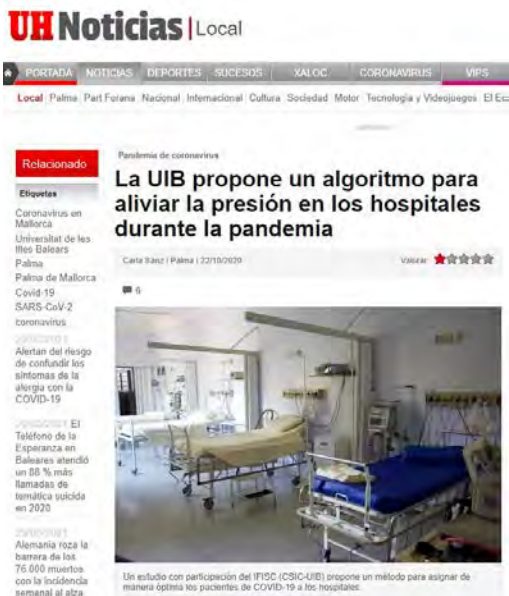 UH Noticias | Local
PORTADA NOTICIAS DEPORTES SUCESOS XALOC CORONAVIRUS VIPS
Local Palma Part Forana Nacional Internacional Cultura Sociedad Motor Tecnología y Videojuegos El Ec
Relacionado
Etiquetas
Coronavirus en
Mallorca
Universitat de les
Illes Balears
Palma
Palma de Mallorca
Covid-19
SARS-CoV-2
coronavirus
Alertan del riesgo
de confundir los
síntomas de la
alergia con la
COVID-19
El
Teléfono de la
Esperanza en
Baleares atendió
un 88 % más
llamadas de
temática suicida
en 2020
Alemania roza la
barrera de los
76.000 muertos
con la incidencia
semanal al alza
Pandemia de coronavirus
La UIB propone un algoritmo para
aliviar la presión en los hospitales
durante la pandemia
Carla Sanz | Palma | 22/10/2020
Valorar
6
Un estudio con participación del IFISC (CSIC-UIB) propone un método para asignar de
manera óptima los pacientes de COVID-19 a los hospitales.